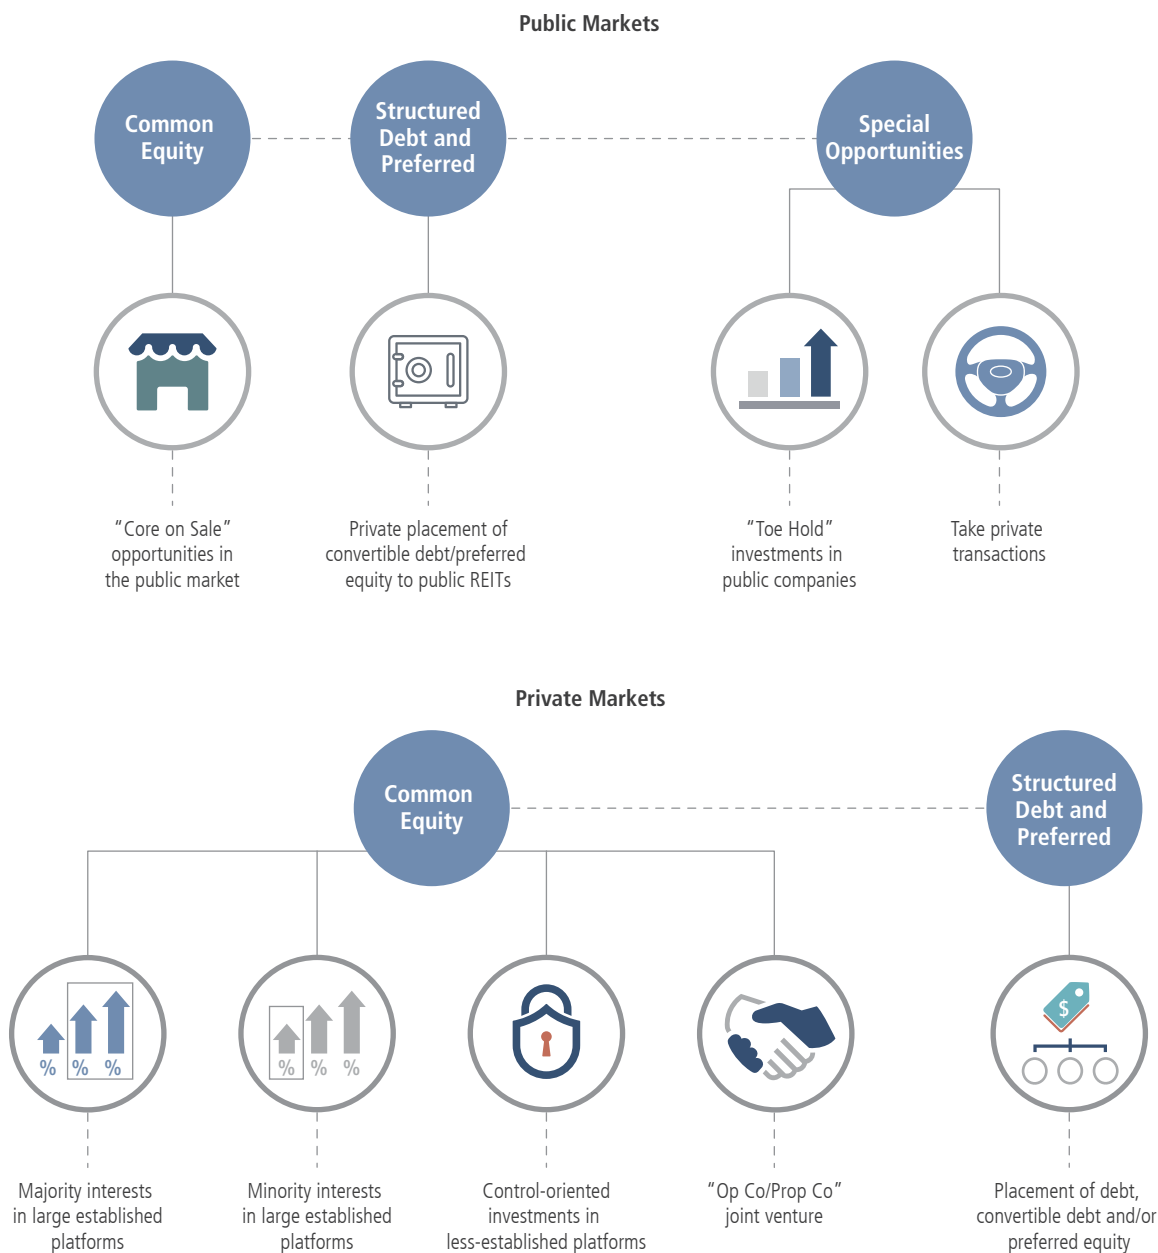 Public Markets
Common
Equity
Structured
Debt and
Preferred
Special
Opportunities
“Core on Sale”
opportunities in
the public market
Private placement of
convertible debt/preferred
equity to public REITs
“Toe Hold”
investments in
public companies
Take private
transactions
Private Markets
Common
Equity
Structured
Debt and
Preferred
% % %
% % %
$
Majority interests
in large established
platforms
Minority interests
in large established
platforms
Control-oriented
investments in
less-established platforms
“Op Co/Prop Co”
joint venture
Placement of debt,
convertible debt and/or
preferred equity